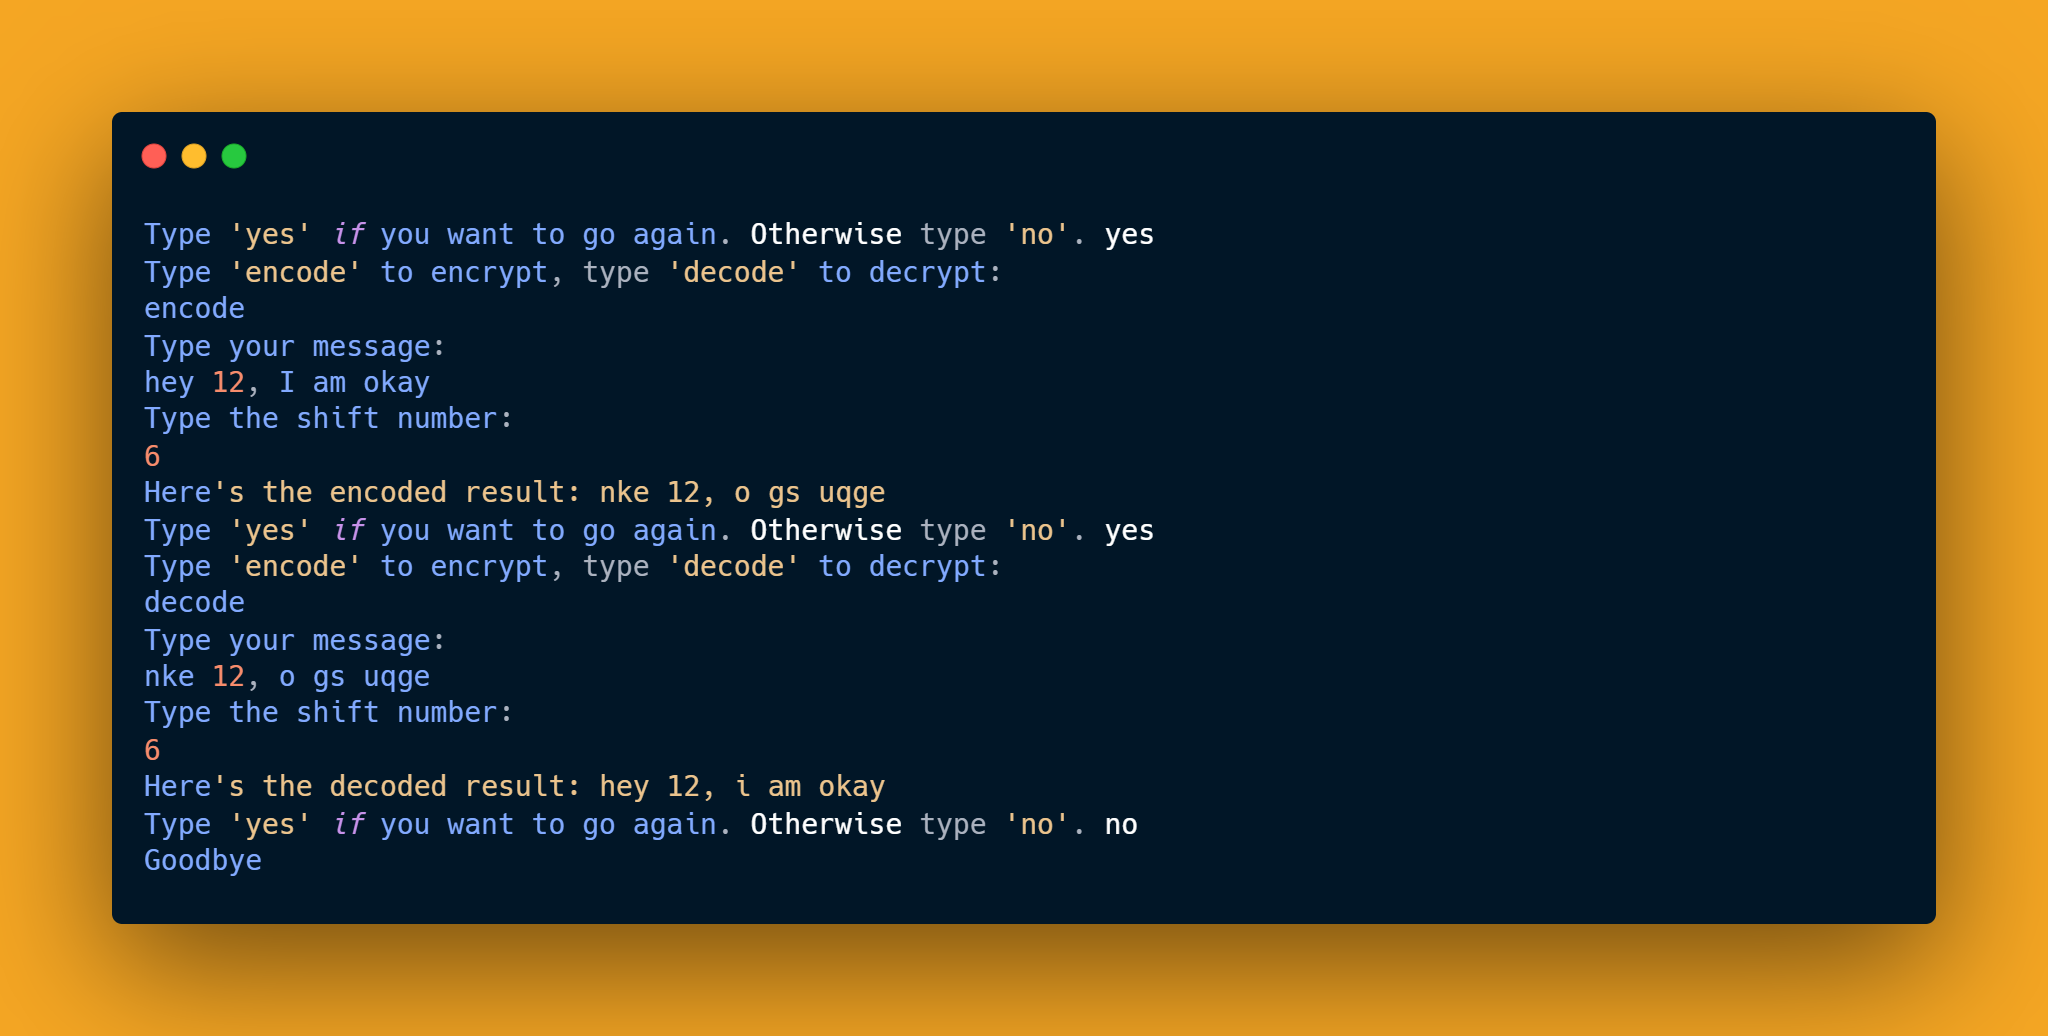 Type 'yes' if you want to go again. Otherwise type 'no'. yes
Type 'encode' to encrypt, type 'decode' to decrypt:
encode
Type your message:
hey 12, I am okay
Type the shift number:
6
Here's the encoded result: nke 12, o gs uqge
Type 'yes' if you want to go again. Otherwise type 'no'. yes
Type 'encode' to encrypt, type 'decode' to decrypt:
decode
Type your message:
nke 12, o gs uqge
Type the shift number:
6
Here's the decoded result: hey 12, i am okay
Type 'yes' if you want to go again. Otherwise type 'no'. no
Goodbye